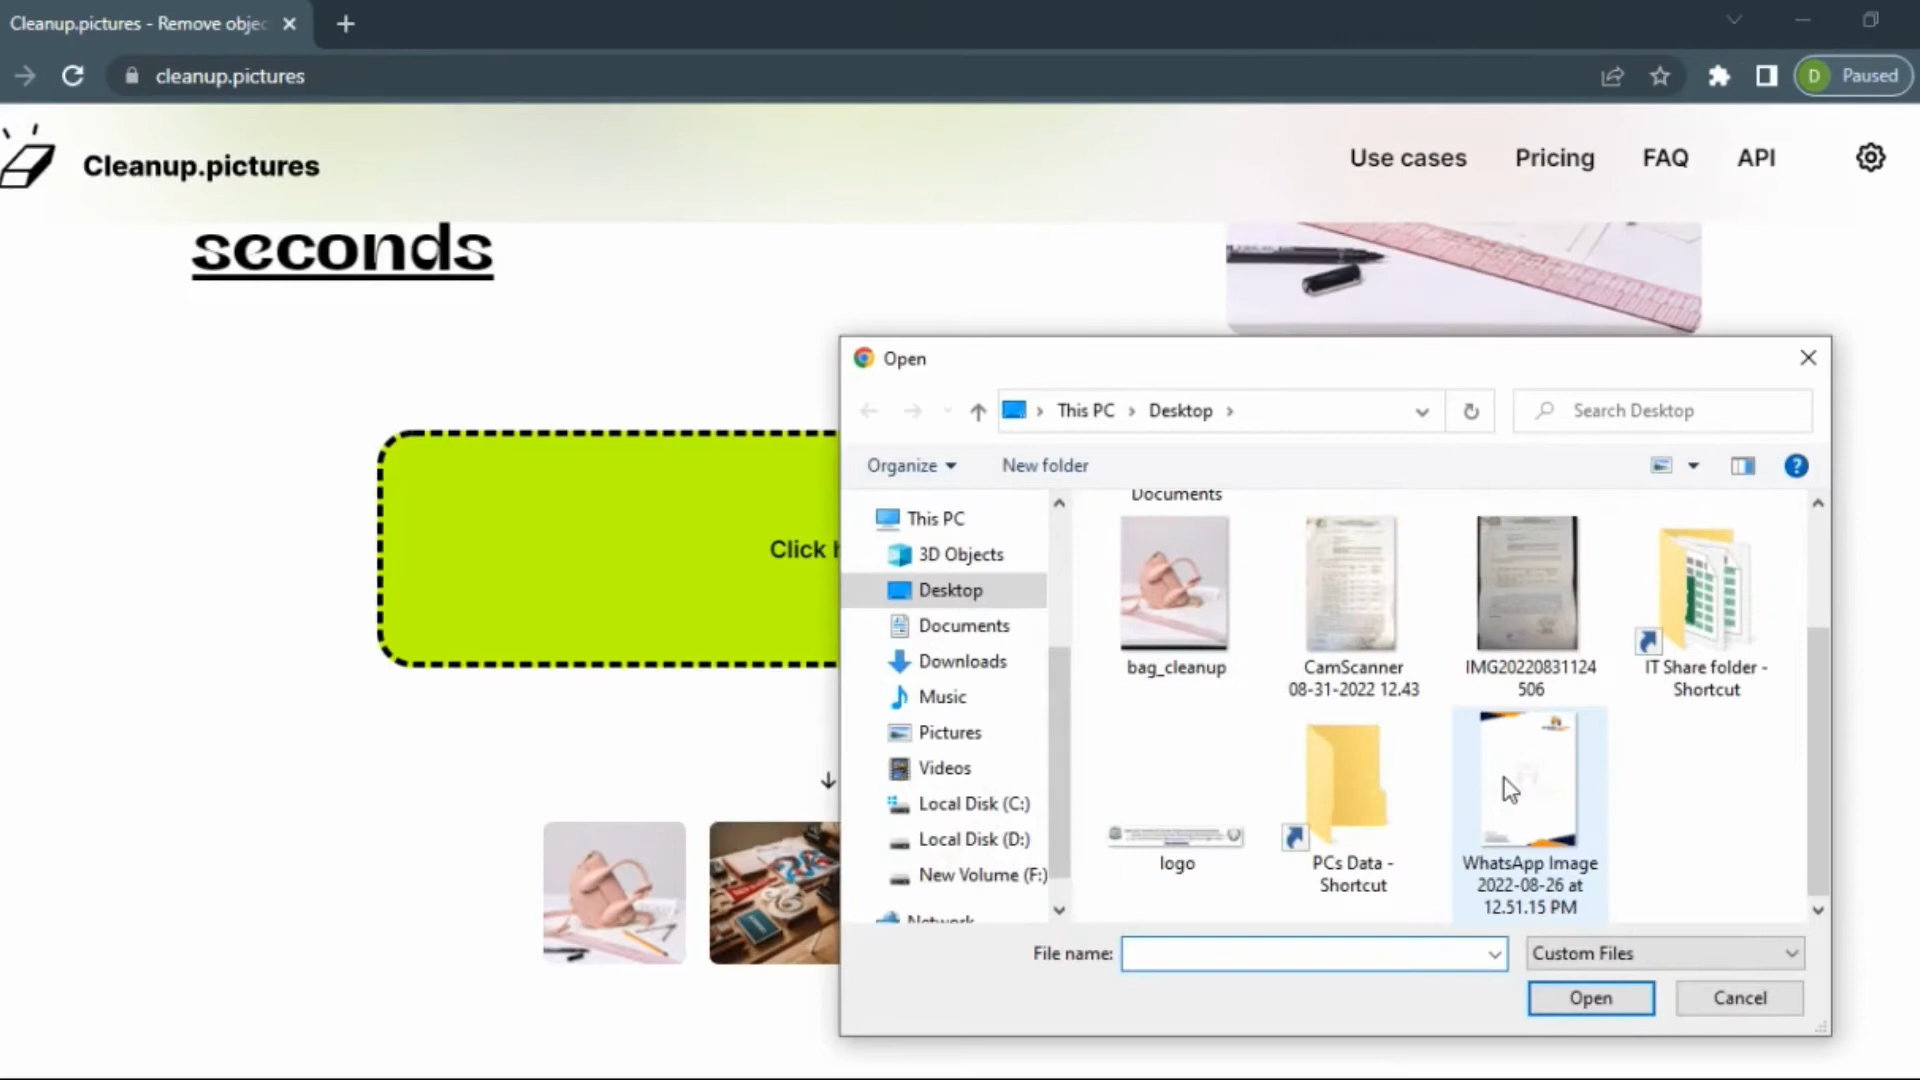 Cleanup.pictures - Remove objec
cleanup.pictures
D Paused
Cleanup.pictures
Use cases Pricing FAQ API
seconds
Click
Open
This PC Desktop
Search Desktop
Organize New folder
This PC
3D Objects
Desktop
Documents
Downloads
Music
Pictures
Videos
Local Disk (C:)
Local Disk (D:)
New Volume (F:)
Network
Documents
bag_cleanup
CamScanner
08-31-2022 12.43
IMG20220831124
506
IT Share folder -
Shortcut
logo
PCs Data -
Shortcut
WhatsApp Image
2022-08-26 at
12.51.15 PM
File name:
Custom Files
Open Cancel